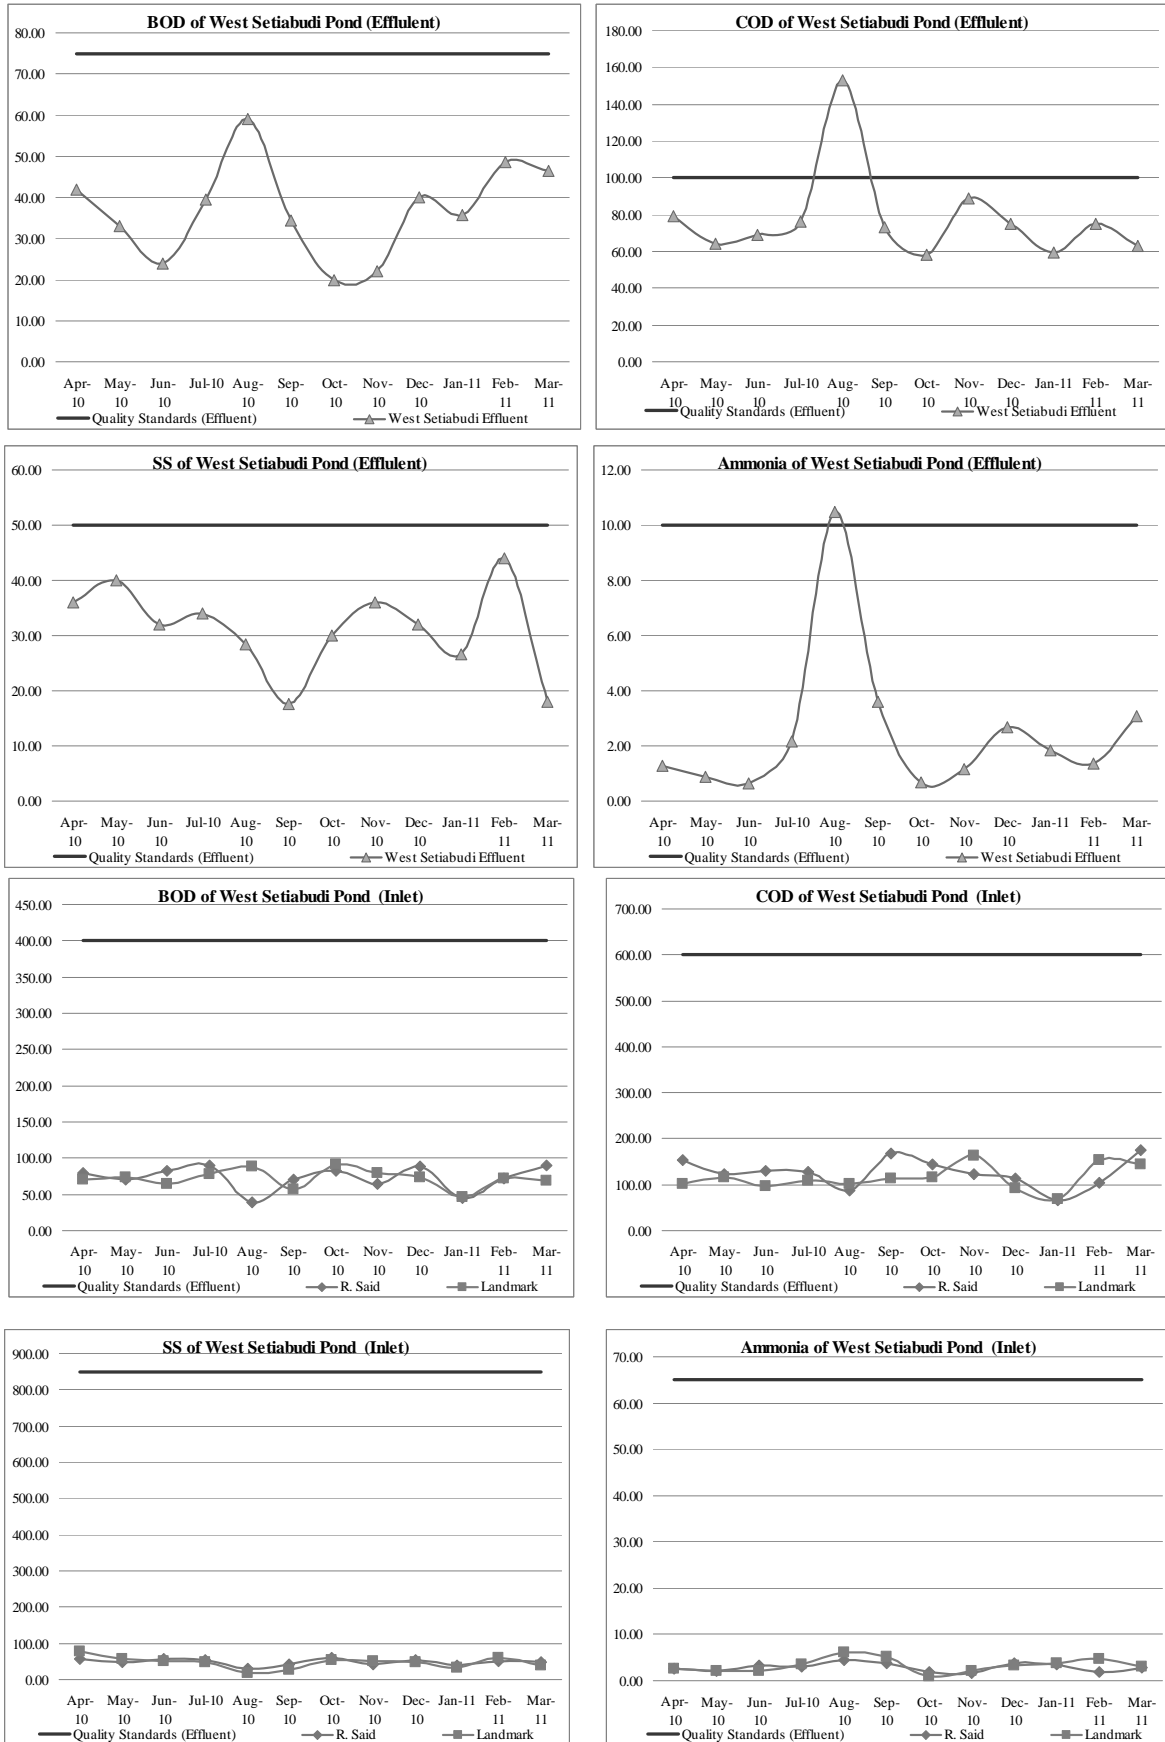 BOD of West Setiabudi Pond (Efflulent)
80.00
70.00
60.00
50.00
40.00
30.00
20.00
10.00
0.00
Apr-10 May-10 Jun-10 Jul-10 Aug-10 Sep-10 Oct-10 Nov-10 Dec-10 Jan-11 Feb-11 Mar-11
Quality Standards (Effluent) West Setiabudi Effluent
COD of West Setiabudi Pond (Efflulent)
180.00
160.00
140.00
120.00
100.00
80.00
60.00
40.00
20.00
0.00
Apr-10 May-10 Jun-10 Jul-10 Aug-10 Sep-10 Oct-10 Nov-10 Dec-10 Jan-11 Feb-11 Mar-11
Quality Standards (Effluent) West Setiabudi Effluent
SS of West Setiabudi Pond (Efflulent)
60.00
50.00
40.00
30.00
20.00
10.00
0.00
Apr-10 May-10 Jun-10 Jul-10 Aug-10 Sep-10 Oct-10 Nov-10 Dec-10 Jan-11 Feb-11 Mar-11
Quality Standards (Effluent) West Setiabudi Effluent
Ammonia of West Setiabudi Pond (Efflulent)
12.00
10.00
8.00
6.00
4.00
2.00
0.00
Apr-10 May-10 Jun-10 Jul-10 Aug-10 Sep-10 Oct-10 Nov-10 Dec-10 Jan-11 Feb-11 Mar-11
Quality Standards (Effluent) West Setiabudi Effluent
BOD of West Setiabudi Pond (Inlet)
450.00
400.00
350.00
300.00
250.00
200.00
150.00
100.00
50.00
0.00
Apr-10 May-10 Jun-10 Jul-10 Aug-10 Sep-10 Oct-10 Nov-10 Dec-10 Jan-11 Feb-11 Mar-11
Quality Standards (Effluent) R. Said Landmark
COD of West Setiabudi Pond (Inlet)
700.00
600.00
500.00
400.00
300.00
200.00
100.00
0.00
Apr-10 May-10 Jun-10 Jul-10 Aug-10 Sep-10 Oct-10 Nov-10 Dec-10 Jan-11 Feb-11 Mar-11
Quality Standards (Effluent) R. Said Landmark
SS of West Setiabudi Pond (Inlet)
900.00
800.00
700.00
600.00
500.00
400.00
300.00
200.00
100.00
0.00
Apr-10 May-10 Jun-10 Jul-10 Aug-10 Sep-10 Oct-10 Nov-10 Dec-10 Jan-11 Feb-11 Mar-11
Quality Standards (Effluent) R. Said Landmark
Ammonia of West Setiabudi Pond (Inlet)
70.00
60.00
50.00
40.00
30.00
20.00
10.00
0.00
Apr-10 May-10 Jun-10 Jul-10 Aug-10 Sep-10 Oct-10 Nov-10 Dec-10 Jan-11 Feb-11 Mar-11
Quality Standards (Effluent) R. Said Landmark